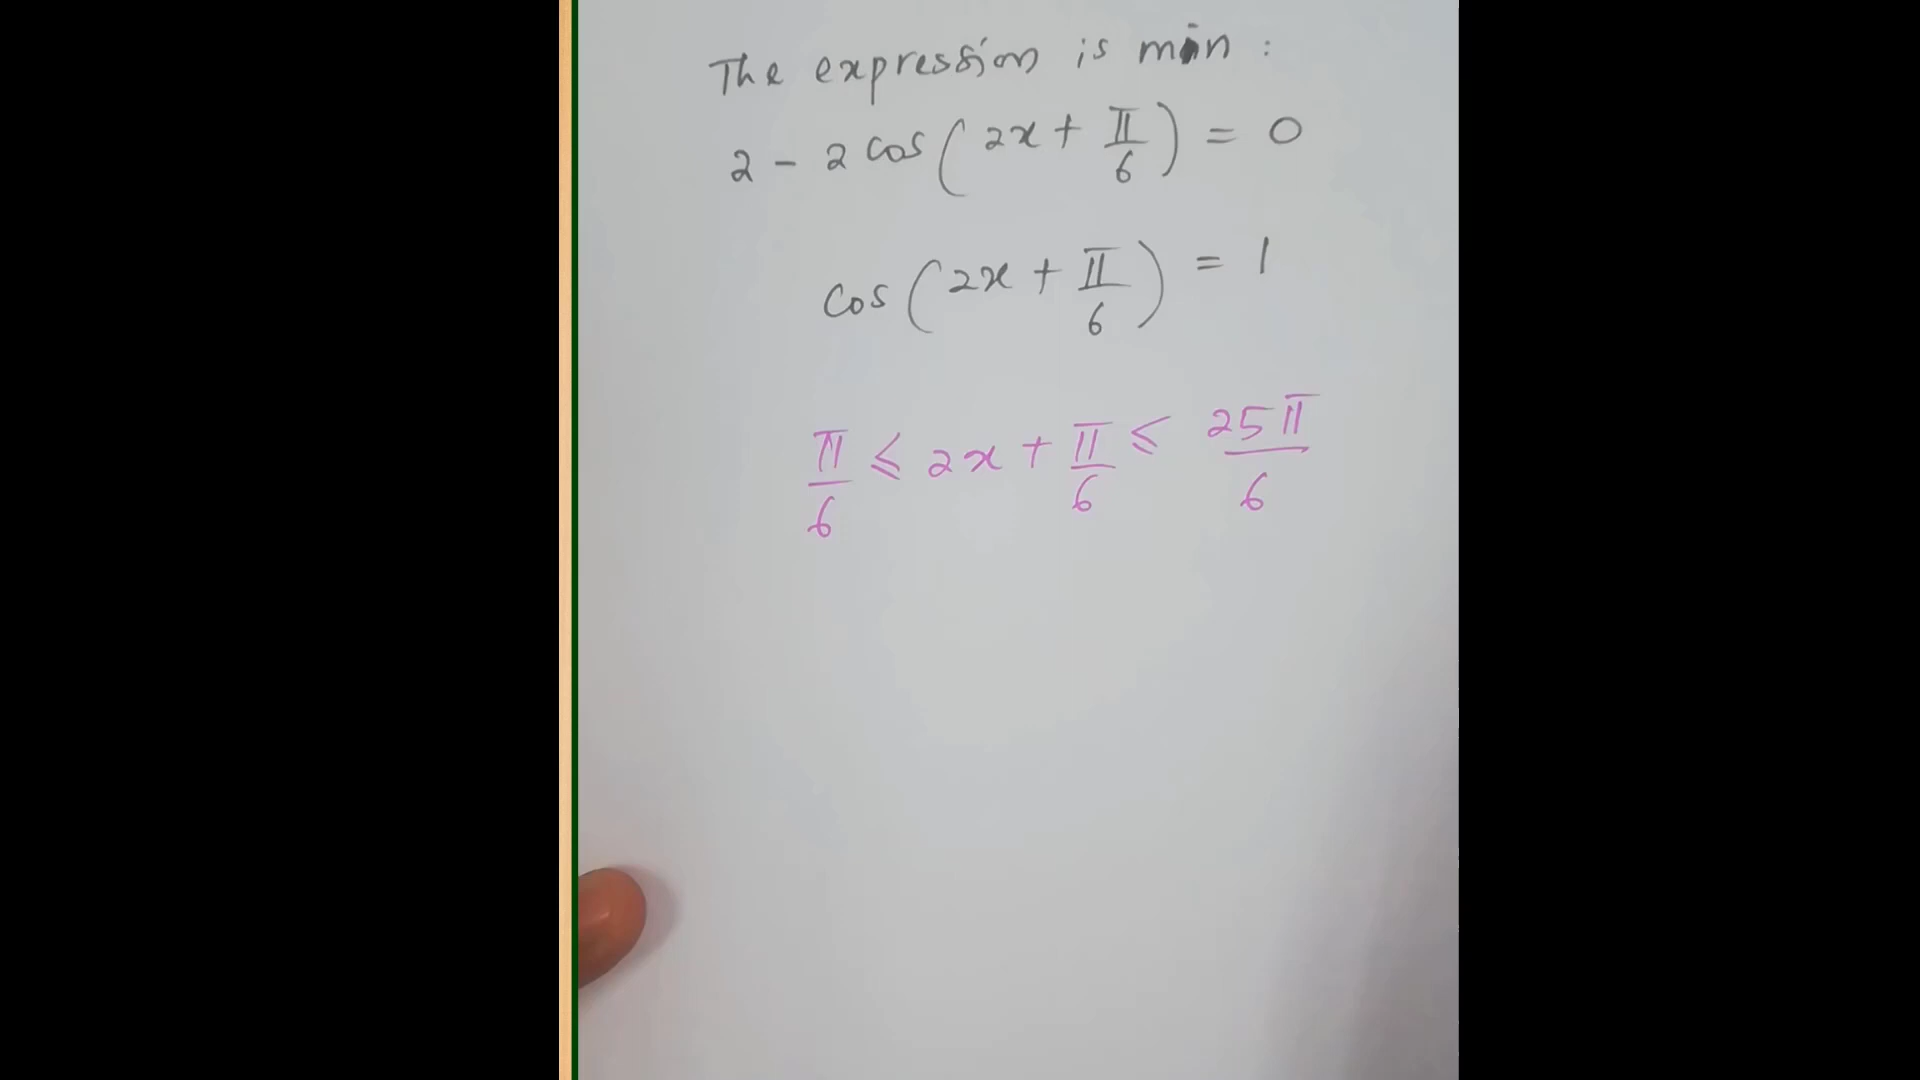 The expression is min :
2 - 2 cos ( 2x + π/6 ) = 0
cos ( 2x + π/6 ) = 1
π/6 ⩽ 2x + π/6 ⩽ 25π/6